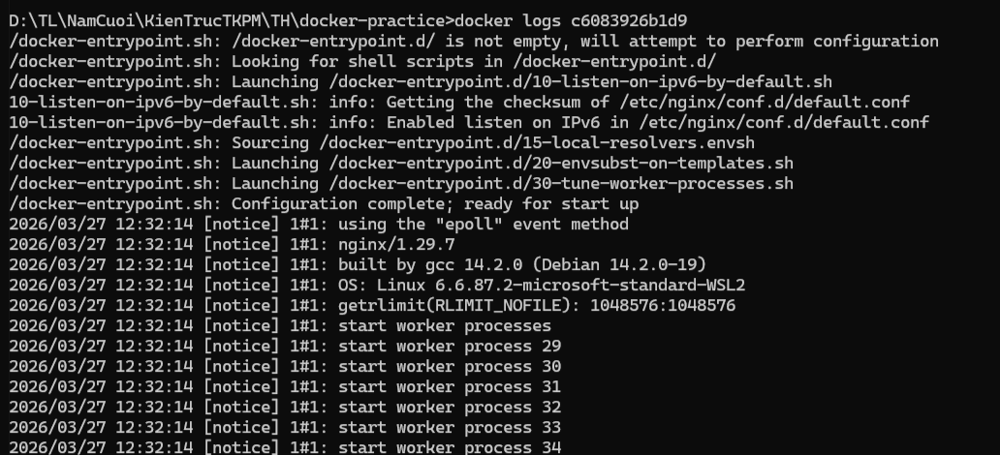 D:\TL\NamCuoi\KienTrucTKPM\TH\docker-practice>docker logs c6083926b1d9
/docker-entrypoint.sh: /docker-entrypoint.d/ is not empty, will attempt to perform configuration
/docker-entrypoint.sh: Looking for shell scripts in /docker-entrypoint.d/
/docker-entrypoint.sh: Launching /docker-entrypoint.d/10-listen-on-ipv6-by-default.sh
10-listen-on-ipv6-by-default.sh: info: Getting the checksum of /etc/nginx/conf.d/default.conf
10-listen-on-ipv6-by-default.sh: info: Enabled listen on IPv6 in /etc/nginx/conf.d/default.conf
/docker-entrypoint.sh: Sourcing /docker-entrypoint.d/15-local-resolvers.envsh
/docker-entrypoint.sh: Launching /docker-entrypoint.d/20-envsubst-on-templates.sh
/docker-entrypoint.sh: Launching /docker-entrypoint.d/30-tune-worker-processes.sh
/docker-entrypoint.sh: Configuration complete; ready for start up
2026/03/27 12:32:14 [notice] 1#1: using the "epoll" event method
2026/03/27 12:32:14 [notice] 1#1: nginx/1.29.7
2026/03/27 12:32:14 [notice] 1#1: built by gcc 14.2.0 (Debian 14.2.0-19)
2026/03/27 12:32:14 [notice] 1#1: OS: Linux 6.6.87.2-microsoft-standard-WSL2
2026/03/27 12:32:14 [notice] 1#1: getrlimit(RLIMIT_NOFILE): 1048576:1048576
2026/03/27 12:32:14 [notice] 1#1: start worker processes
2026/03/27 12:32:14 [notice] 1#1: start worker process 29
2026/03/27 12:32:14 [notice] 1#1: start worker process 30
2026/03/27 12:32:14 [notice] 1#1: start worker process 31
2026/03/27 12:32:14 [notice] 1#1: start worker process 32
2026/03/27 12:32:14 [notice] 1#1: start worker process 33
2026/03/27 12:32:14 [notice] 1#1: start worker process 34